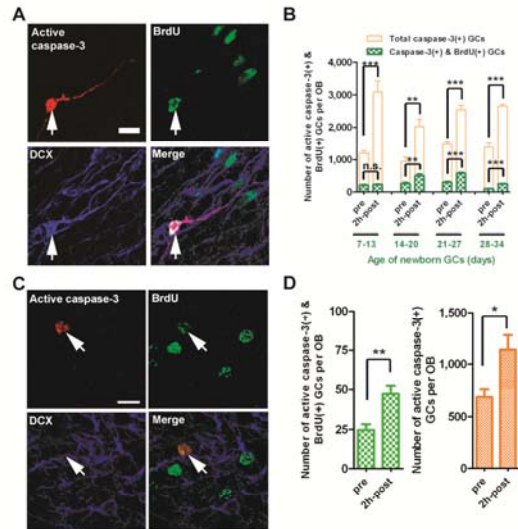 A
Active
caspase-3
BrdU
DCX
Merge
B
Total caspase-3(+) GCs
Caspase-3(+) & BrdU(+) GCs
Number of active caspase-3(+) &
BrdU(+) GCs per OB
4,000
3,000
2,000
1,000
0
***
n.s.
**
**
***
***
***
***
pre
2h-post
pre
2h-post
pre
2h-post
pre
2h-post
7-13
14-20
21-27
28-34
Age of newborn GCs (days)
C
Active caspase-3
BrdU
DCX
Merge
D
Number of active caspase-3(+) &
BrdU(+) GCs per OB
100
75
50
25
0
**
pre
2h-post
Number of active caspase-3(+)
GCs per OB
1,500
1,000
500
0
*
pre
2h-post